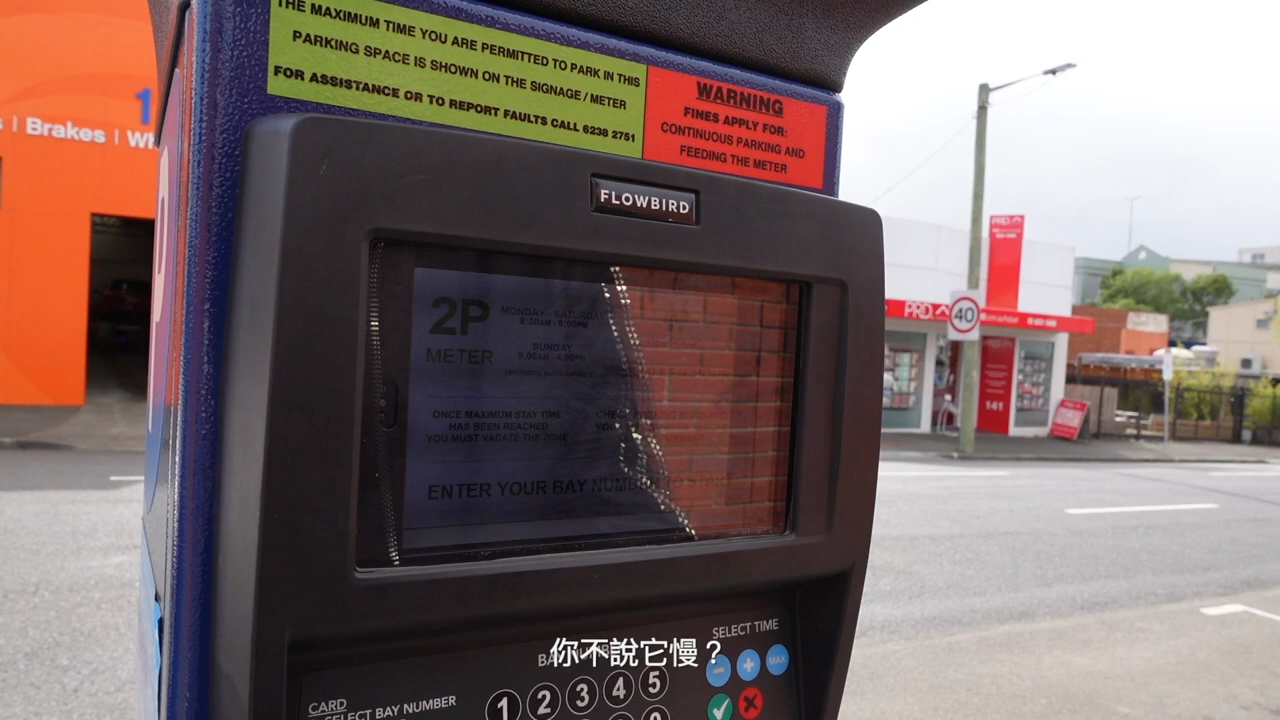 THE MAXIMUM TIME YOU ARE PERMITTED TO PARK IN THIS
PARKING SPACE IS SHOWN ON THE SIGNAGE / METER
FOR ASSISTANCE OR TO REPORT FAULTS CALL 6238 2751
WARNING
FINES APPLY FOR:
CONTINUOUS PARKING AND
FEEDING THE METER
Brakes
FLOWBIRD
2P
METER
MONDAY - SATURDAY
8:30AM - 6:00PM
SUNDAY
9:00AM - 4:00PM
ONCE MAXIMUM STAY TIME
HAS BEEN REACHED
YOU MUST VACATE THE ZONE
ENTER YOUR BAY NUMBER TO START
PRD
40
PRD
141
SELECT TIME
你不說它慢？
- + MAX
CARD
SELECT BAY NUMBER
1 2 3 4 5